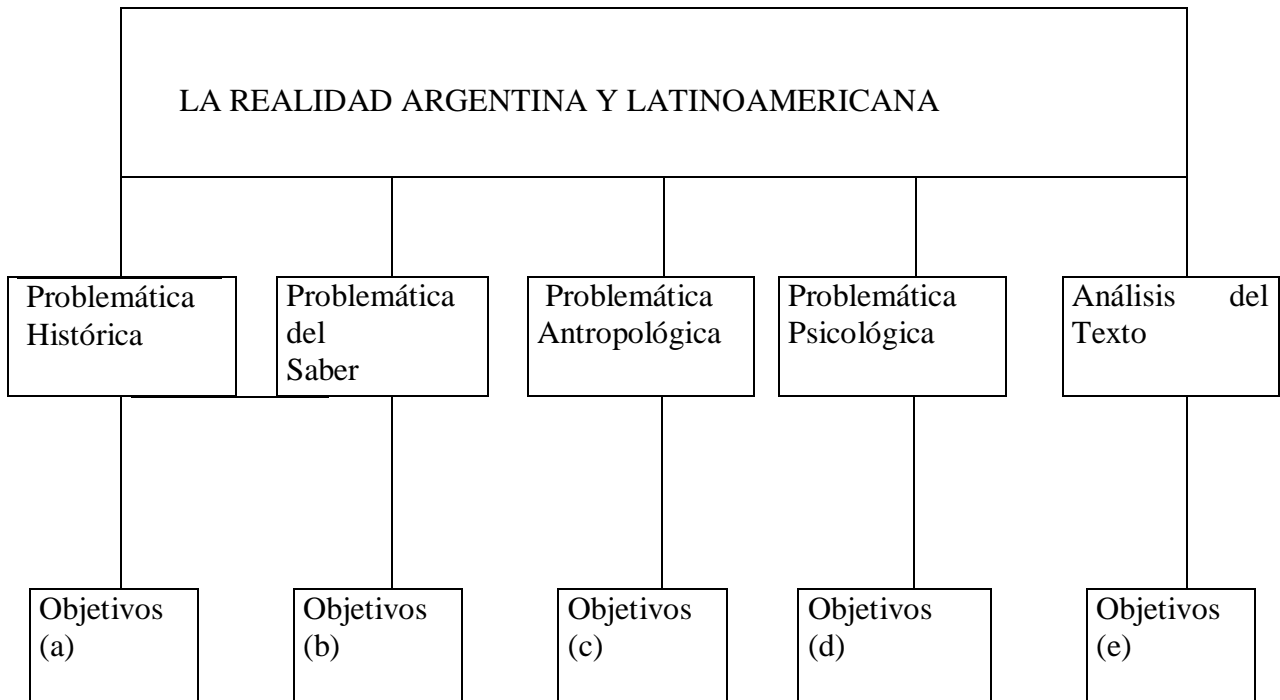 LA REALIDAD ARGENTINA Y LATINOAMERICANA
Problemática
Histórica
Problemática
del
Saber
Problemática
Antropológica
Problemática
Psicológica
Análisis del
Texto
Objetivos
(a)
Objetivos
(b)
Objetivos
(c)
Objetivos
(d)
Objetivos
(e)